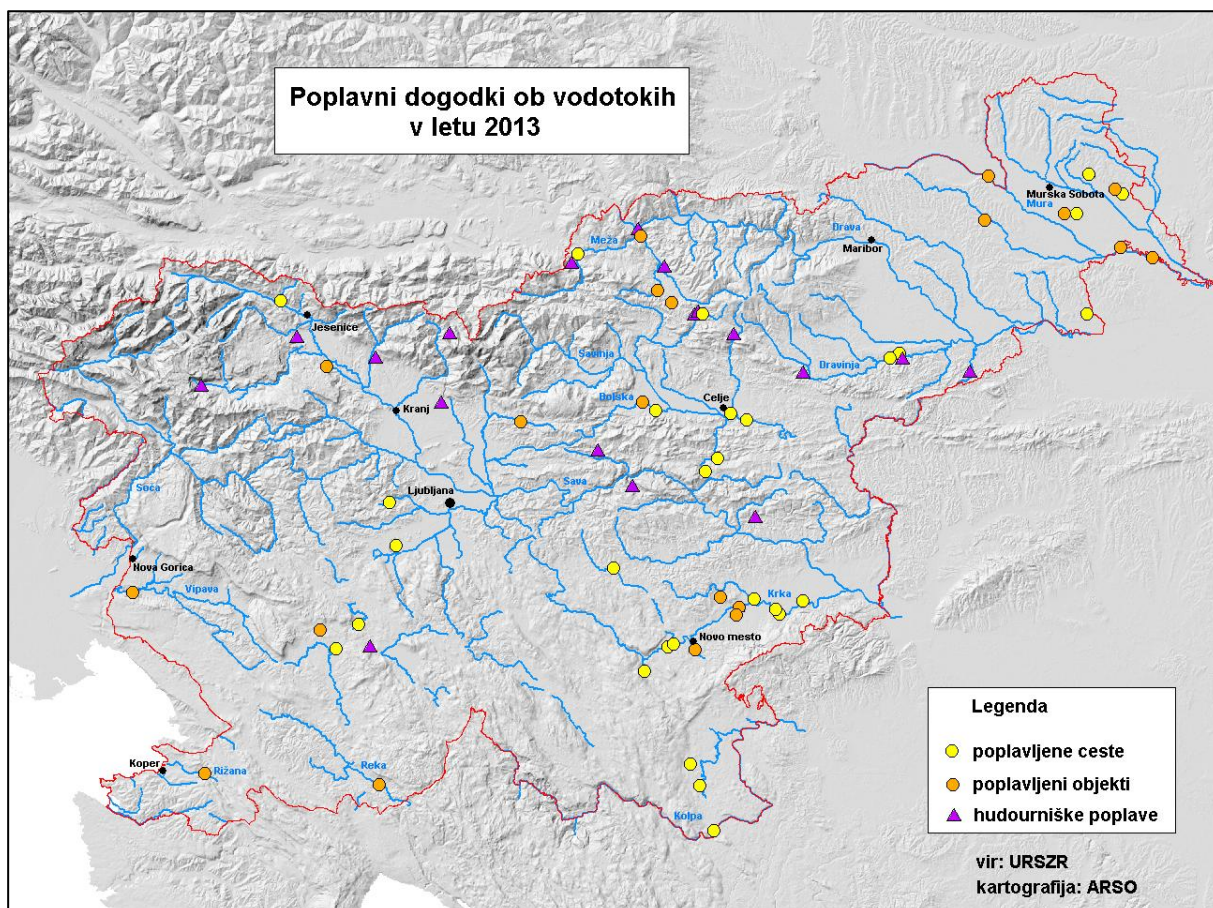 Poplavni dogodki ob vodotokih
v letu 2013
Murska Sobota
Mura
Drava
Maribor
Meža
Jesenice
Savinja
Dravinja
Bolska
Celje
Kranj
Soča
Ljubljana
Sava
Nova Gorica
Vipava
Krka
Novo mesto
Koper
Rižana
Reka
Kolpa
Legenda
poplavljene ceste
poplavljeni objekti
hudourniške poplave
vir: URSZR
kartografija: ARSO